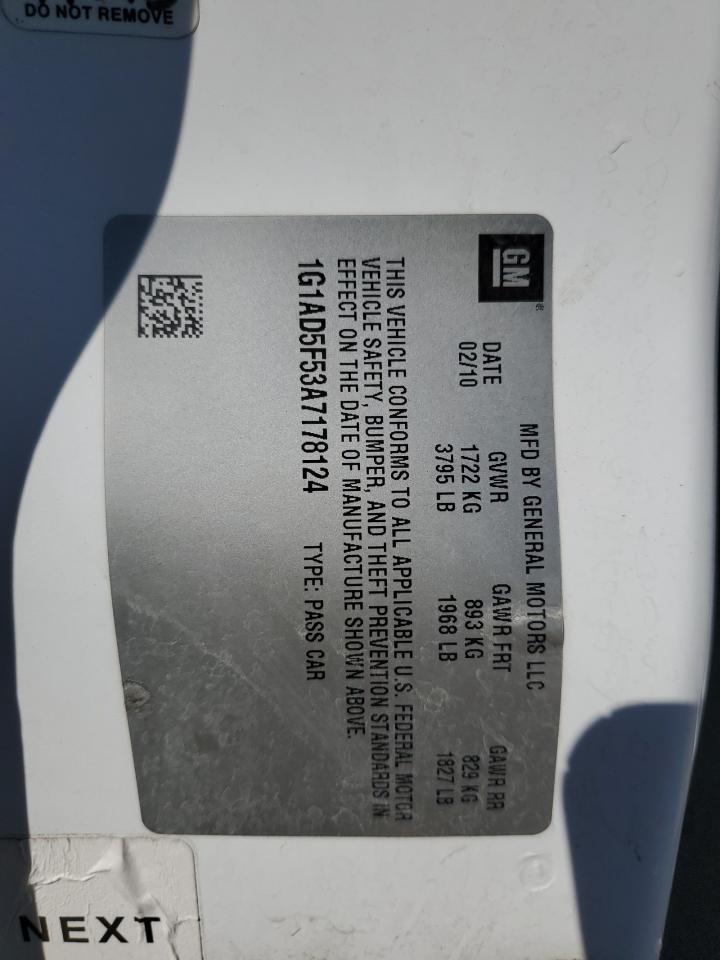 DO NOT REMOVE
GM®
MFD BY GENERAL MOTORS LLC
DATE GVWR GAWR FRT GAWR RR
02/10 1722 KG 893 KG 829 KG
3795 LB 1968 LB 1827 LB
THIS VEHICLE CONFORMS TO ALL APPLICABLE U.S. FEDERAL MOTOR
VEHICLE SAFETY, BUMPER, AND THEFT PREVENTION STANDARDS IN
EFFECT ON THE DATE OF MANUFACTURE SHOWN ABOVE.
1G1AD5F53A7178124 TYPE: PASS CAR
NEXT